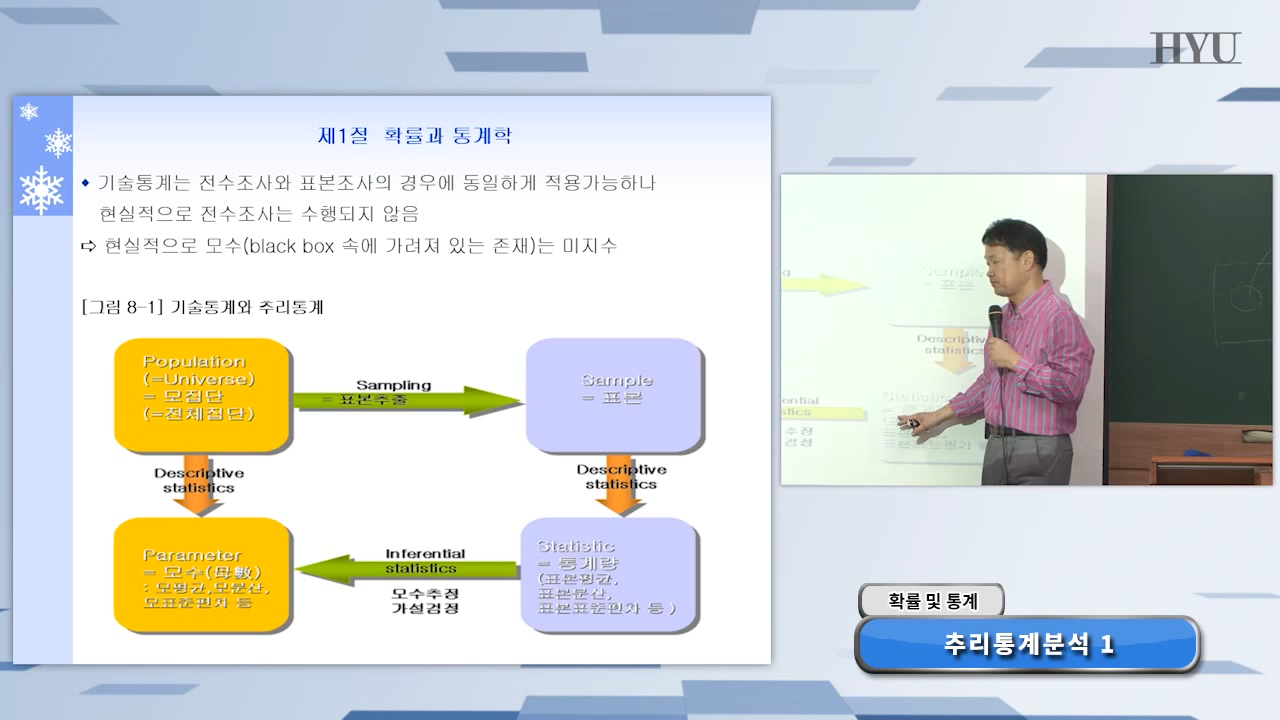 HYU
제1절 확률과 통계학
◆ 기술통계는 전수조사와 표본조사의 경우에 동일하게 적용가능하나
현실적으로 전수조사는 수행되지 않음
⇨ 현실적으로 모수(black box 속에 가려져 있는 존재)는 미지수
[그림 8-1] 기술통계와 추리통계
Population
(=Universe)
= 모집단
(=전체집단)
Sampling
= 표본추출
Sample
= 표본
Descriptive
statistics
Descriptive
statistics
Parameter
= 모수(母數)
: 모평균,모분산,
모표준편차 등
Inferential
statistics
모수추정
가설검정
Statistic
= 통계량
(표본평균,
표본분산,
표본표준편차 등 )
Sample
= 표본
Descriptis
statistics
확률 및 통계
추리통계분석 1